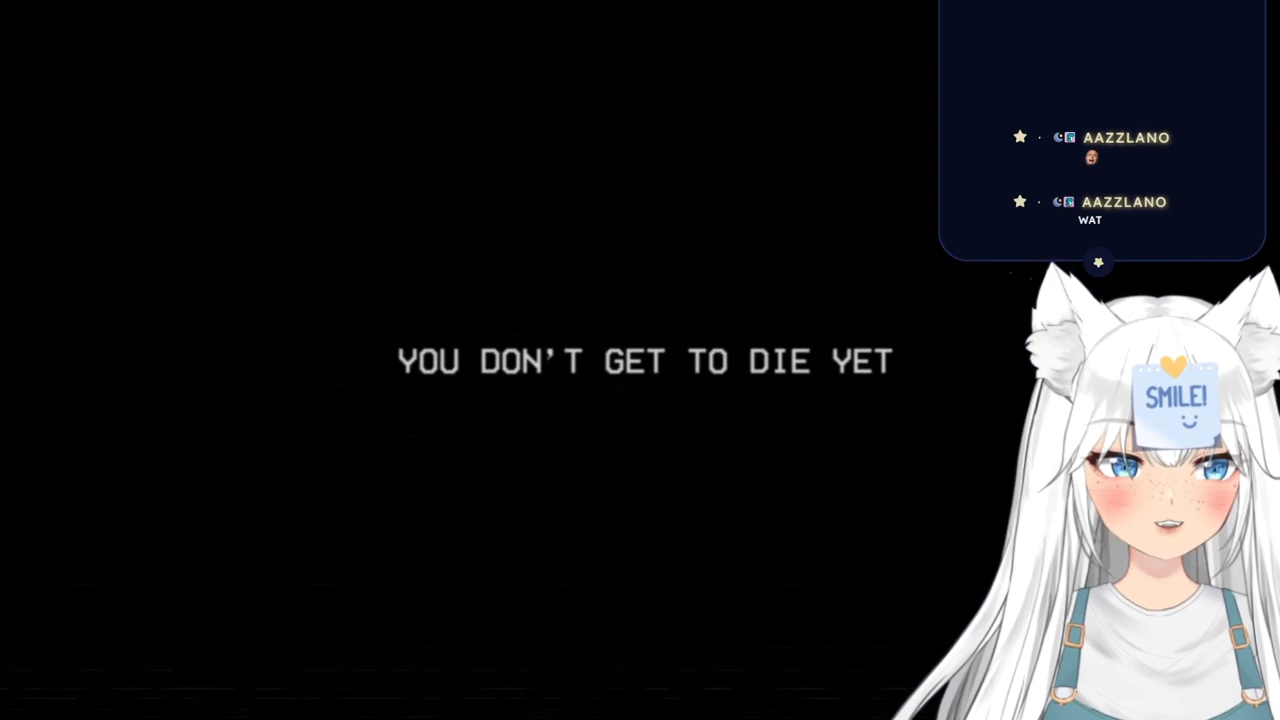 AAZZLANO
AAZZLANO
WAT
YOU DON'T GET TO DIE YET
SMILE!